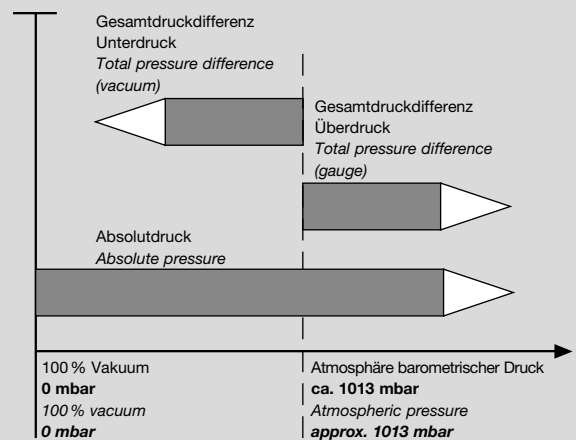 Gesamtdruckdifferenz
Unterdruck
Total pressure difference
(vacuum)
Gesamtdruckdifferenz
Überdruck
Total pressure difference
(gauge)
Absolutdruck
Absolute pressure
100 % Vakuum
0 mbar
100 % vacuum
0 mbar
Atmosphäre barometrischer Druck
ca. 1013 mbar
Atmospheric pressure
approx. 1013 mbar